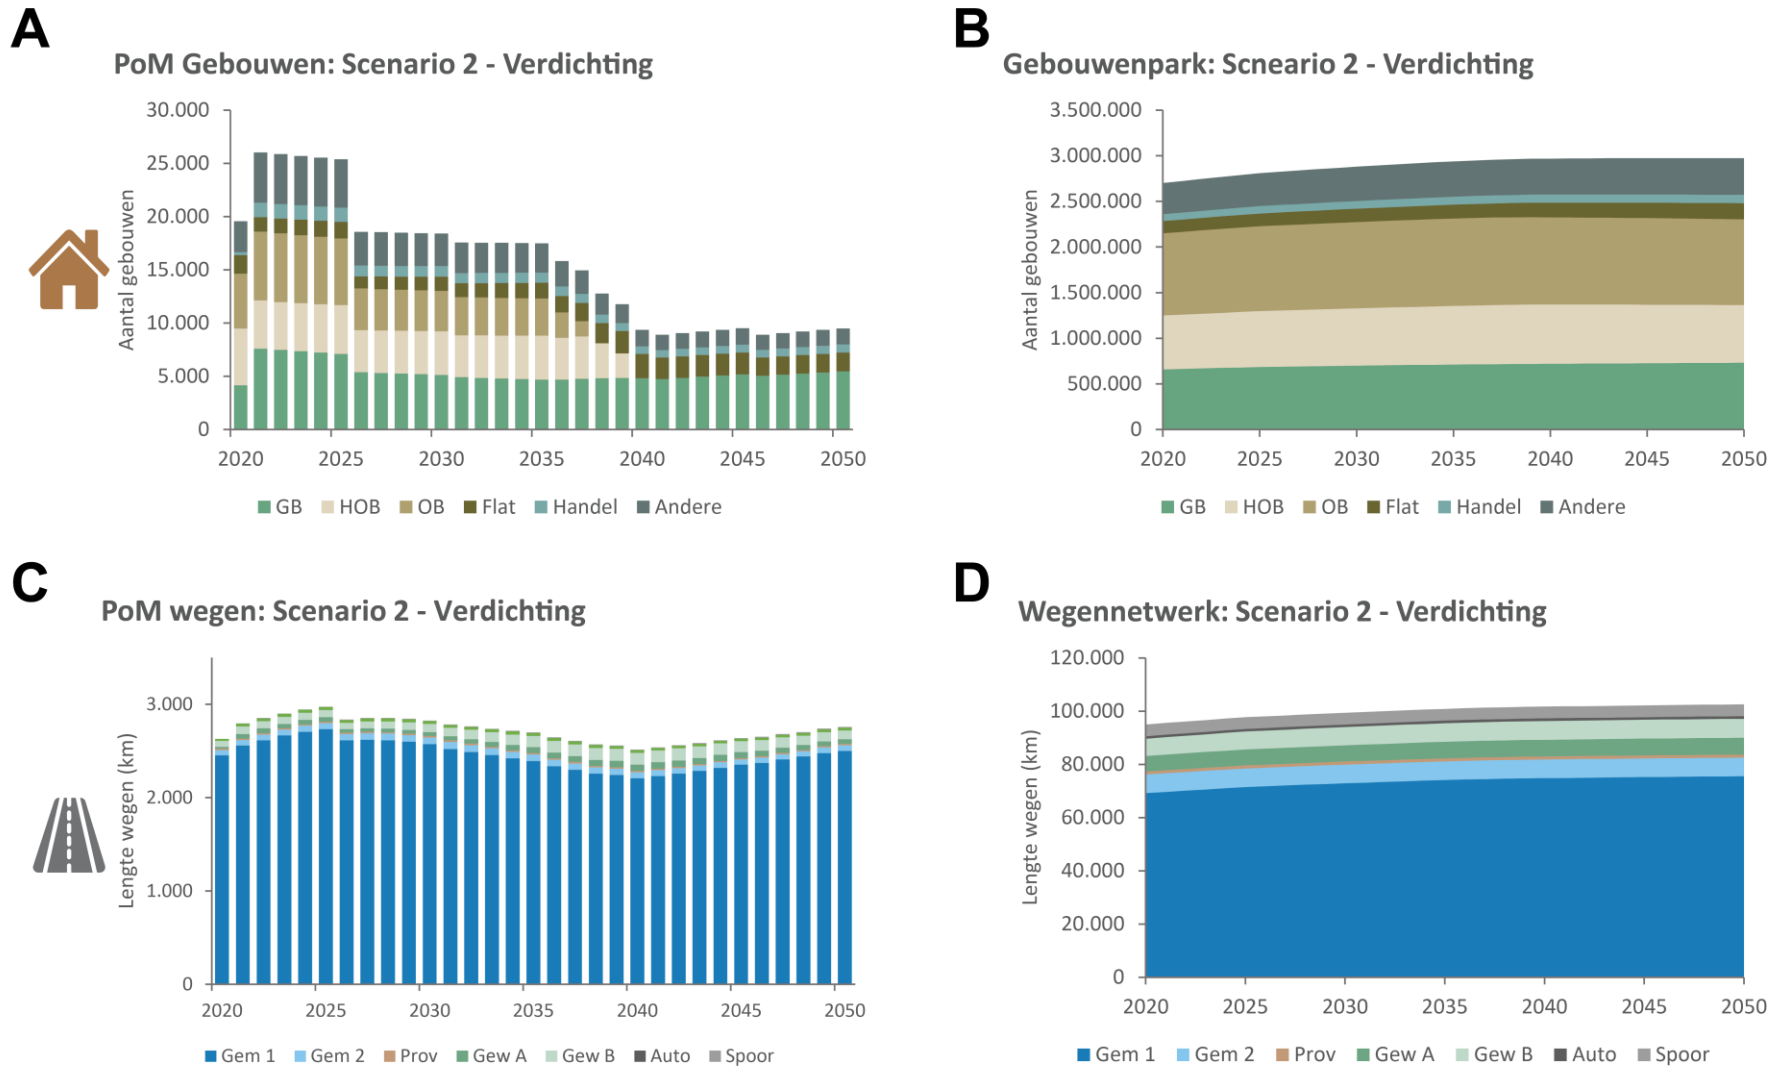 A
PoM Gebouwen: Scenario 2 - Verdichting
30.000
25.000
20.000
15.000
10.000
5.000
0
Aantal gebouwen
2020 2025 2030 2035 2040 2045 2050
GB HOB OB Flat Handel Andere
B
Gebouwenpark: Scneario 2 - Verdichting
3.500.000
3.000.000
2.500.000
2.000.000
1.500.000
1.000.000
500.000
0
Aantal gebouwen
2020 2025 2030 2035 2040 2045 2050
GB HOB OB Flat Handel Andere
C
PoM wegen: Scenario 2 - Verdichting
3.000
2.000
1.000
0
Lengte wegen (km)
2020 2025 2030 2035 2040 2045 2050
Gem 1 Gem 2 Prov Gew A Gew B Auto Spoor
D
Wegennetwerk: Scenario 2 - Verdichting
120.000
100.000
80.000
60.000
40.000
20.000
0
Lengte wegen (km)
2020 2025 2030 2035 2040 2045 2050
Gem 1 Gem 2 Prov Gew A Gew B Auto Spoor